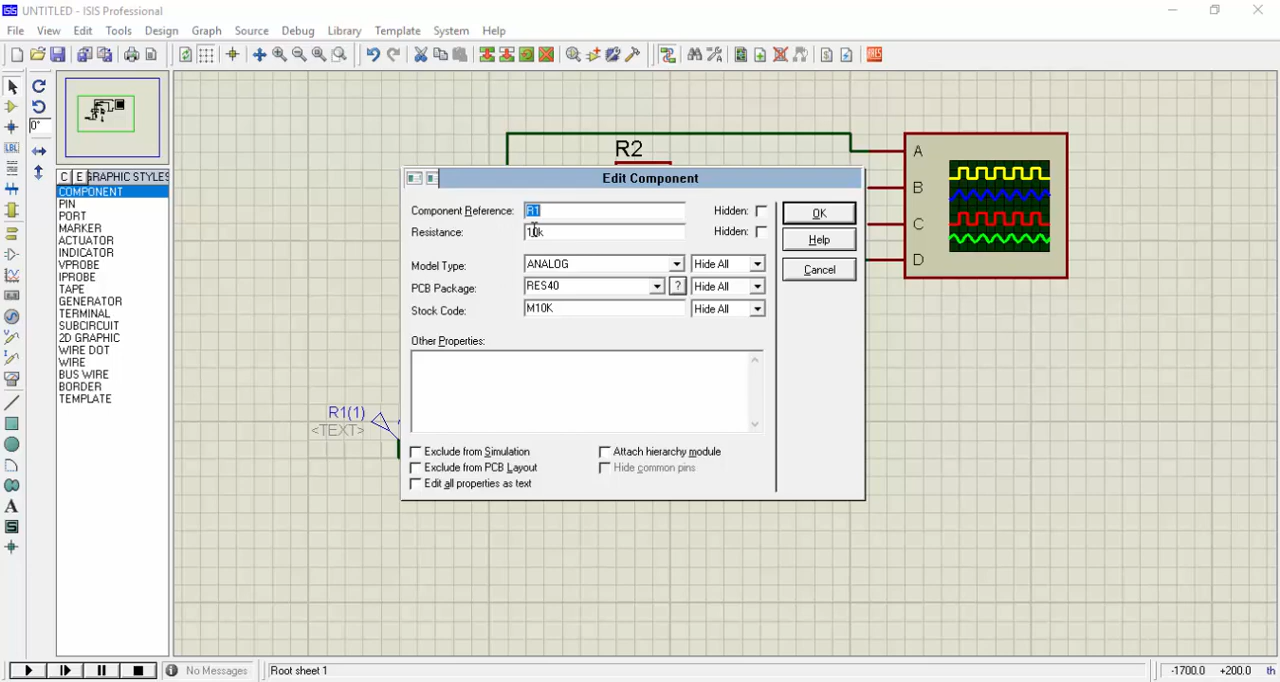 UNTITLED - ISIS Professional
File View Edit Tools Design Graph Source Debug Library Template System Help
ARES
0°
LBL
C E GRAPHIC STYLES
COMPONENT
PIN
PORT
MARKER
ACTUATOR
INDICATOR
VPROBE
IPROBE
TAPE
GENERATOR
TERMINAL
SUBCIRCUIT
2D GRAPHIC
WIRE DOT
WIRE
BUS WIRE
BORDER
TEMPLATE
A
S
R2
A
B
C
D
R1(1)
<TEXT>
Edit Component
Component Reference: R1 Hidden:
Resistance: 10k Hidden:
Model Type: ANALOG Hide All
PCB Package: RES40 ? Hide All
Stock Code: M10K Hide All
Other Properties:
Exclude from Simulation Attach hierarchy module
Exclude from PCB Layout Hide common pins
Edit all properties as text
OK
Help
Cancel
No Messages Root sheet 1 -1700.0 +200.0 th